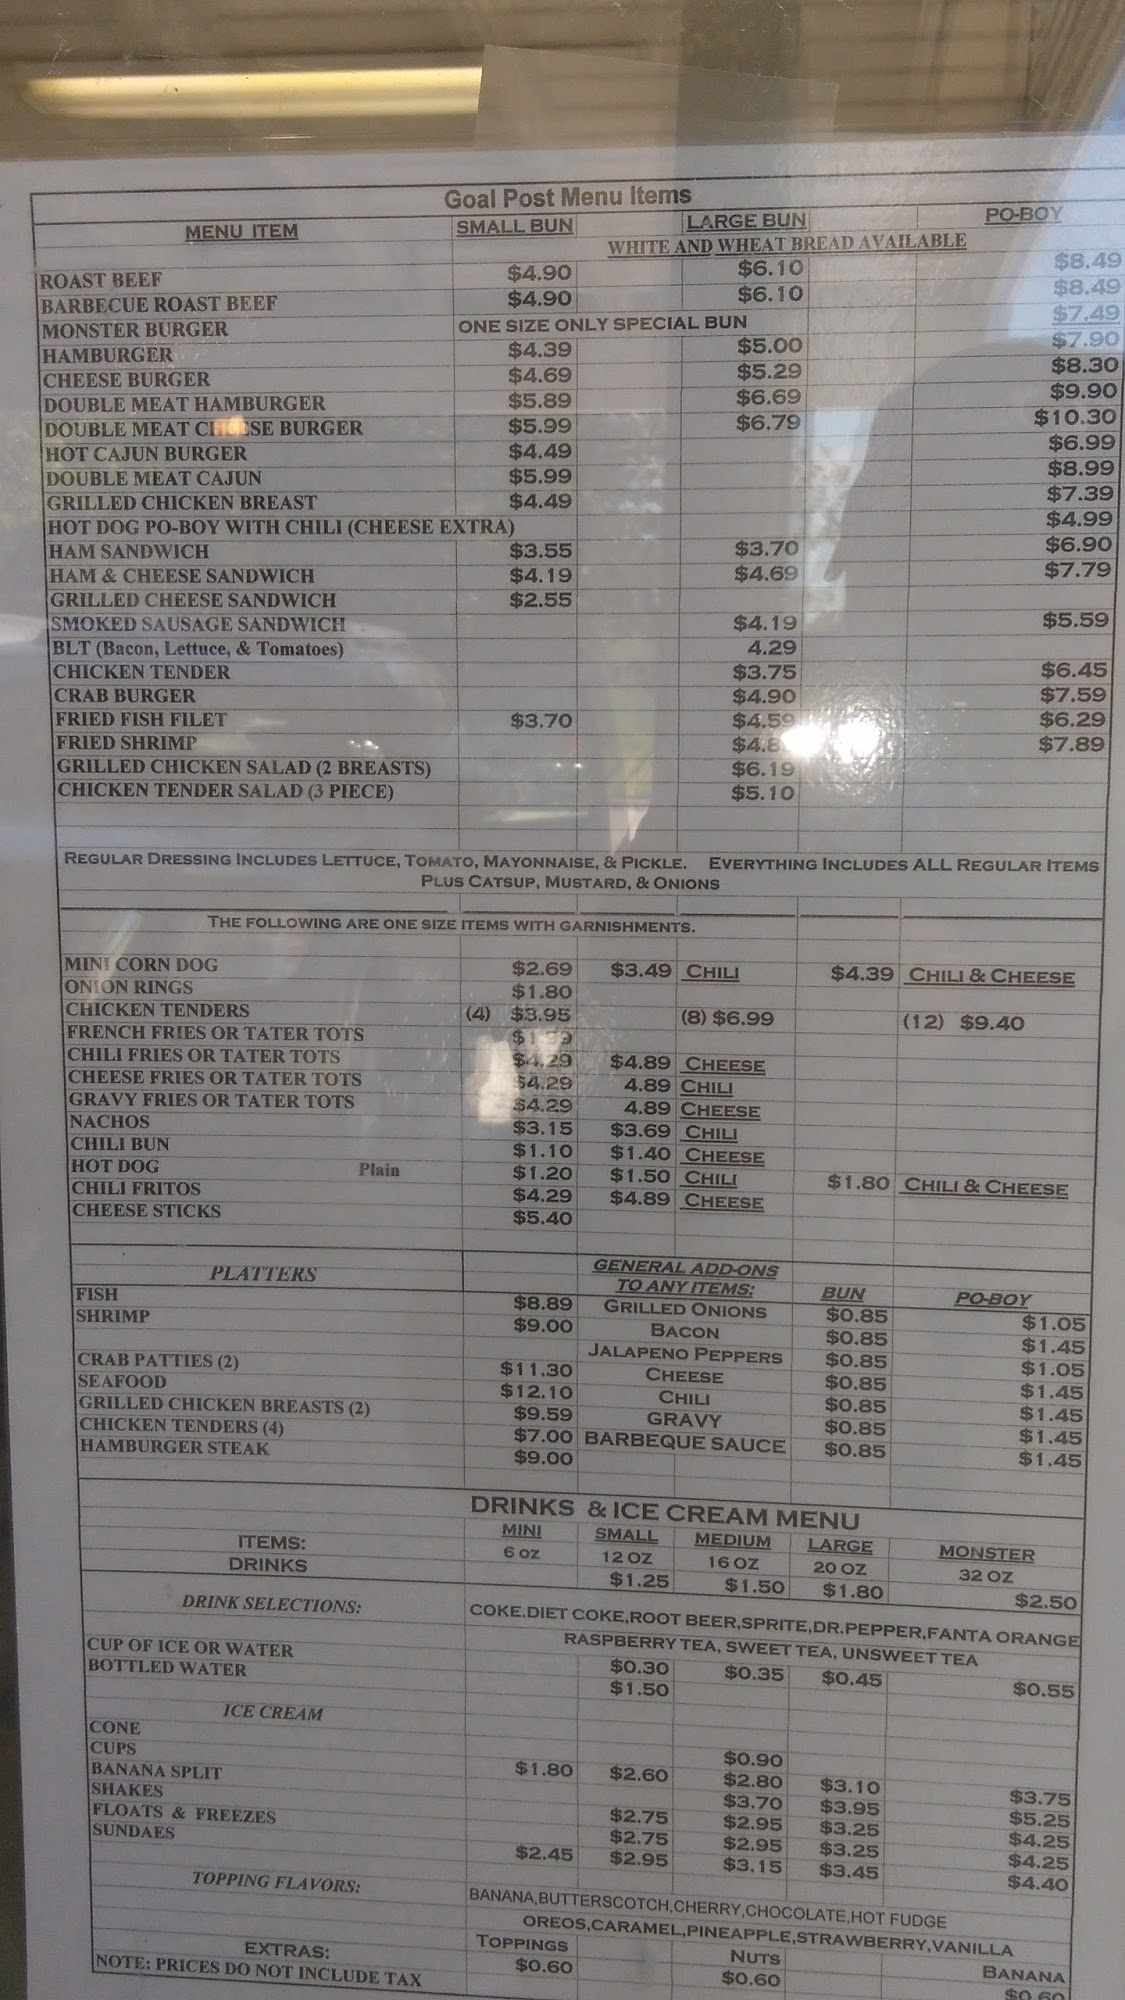 Goal Post Menu Items
MENU ITEM SMALL BUN LARGE BUN PO-BOY
WHITE AND WHEAT BREAD AVAILABLE
ROAST BEEF $4.90 $6.10 $8.49
BARBECUE ROAST BEEF $4.90 $6.10 $8.49
MONSTER BURGER ONE SIZE ONLY SPECIAL BUN $7.49
HAMBURGER $4.39 $5.00 $7.90
CHEESE BURGER $4.69 $5.29 $8.30
DOUBLE MEAT HAMBURGER $5.89 $6.69 $9.90
DOUBLE MEAT CHEESE BURGER $5.99 $6.79 $10.30
HOT CAJUN BURGER $4.49 $6.99
DOUBLE MEAT CAJUN $5.99 $8.99
GRILLED CHICKEN BREAST $4.49 $7.39
HOT DOG PO-BOY WITH CHILI (CHEESE EXTRA) $4.99
HAM SANDWICH $3.55 $3.70 $6.90
HAM & CHEESE SANDWICH $4.19 $4.69 $7.79
GRILLED CHEESE SANDWICH $2.55
SMOKED SAUSAGE SANDWICH $4.19 $5.59
BLT (Bacon, Lettuce, & Tomatoes) 4.29
CHICKEN TENDER $3.75 $6.45
CRAB BURGER $4.90 $7.59
FRIED FISH FILET $3.70 $4.59 $6.29
FRIED SHRIMP $7.89
GRILLED CHICKEN SALAD (2 BREASTS) $6.19
CHICKEN TENDER SALAD (3 PIECE) $5.10
REGULAR DRESSING INCLUDES LETTUCE, TOMATO, MAYONNAISE, & PICKLE. EVERYTHING INCLUDES ALL REGULAR ITEMS
PLUS CATSUP, MUSTARD, & ONIONS
THE FOLLOWING ARE ONE SIZE ITEMS WITH GARNISHMENTS.
MINI CORN DOG $2.69 $3.49 CHILI $4.39 CHILI & CHEESE
ONION RINGS $1.80
CHICKEN TENDERS (4) $3.95 (8) $6.99 (12) $9.40
FRENCH FRIES OR TATER TOTS
CHILI FRIES OR TATER TOTS $4.29 $4.89 CHEESE
CHEESE FRIES OR TATER TOTS $4.29 4.89 CHILI
GRAVY FRIES OR TATER TOTS $4.29 4.89 CHEESE
NACHOS $3.15 $3.69 CHILI
CHILI BUN $1.10 $1.40 CHEESE
HOT DOG Plain $1.20 $1.50 CHILI $1.80 CHILI & CHEESE
CHILI FRITOS $4.29 $4.89 CHEESE
CHEESE STICKS $5.40
PLATTERS GENERAL ADD-ONS
TO ANY ITEMS: BUN PO-BOY
FISH $8.89 GRILLED ONIONS $0.85 $1.05
SHRIMP $9.00 BACON $0.85 $1.45
JALAPENO PEPPERS $0.85 $1.05
CRAB PATTIES (2) $11.30 CHEESE $0.85 $1.45
SEAFOOD $12.10 CHILI $0.85 $1.45
GRILLED CHICKEN BREASTS (2) $9.59 GRAVY $0.85 $1.45
CHICKEN TENDERS (4) $7.00 BARBEQUE SAUCE $0.85 $1.45
HAMBURGER STEAK $9.00
DRINKS & ICE CREAM MENU
ITEMS: MINI SMALL MEDIUM LARGE MONSTER
DRINKS 6 OZ 12 OZ 16 OZ 20 OZ 32 OZ
$1.25 $1.50 $1.80 $2.50
DRINK SELECTIONS: COKE.DIET COKE,ROOT BEER,SPRITE,DR.PEPPER,FANTA ORANGE
RASPBERRY TEA, SWEET TEA, UNSWEET TEA
CUP OF ICE OR WATER $0.30 $0.35 $0.45 $0.55
BOTTLED WATER $1.50
ICE CREAM
CONE $0.90
CUPS $1.80 $2.60 $2.80 $3.10 $3.75
BANANA SPLIT $3.70 $3.95 $5.25
SHAKES $2.75 $2.95 $3.25 $4.25
FLOATS & FREEZES $2.75 $2.95 $3.25 $4.25
SUNDAES $2.45 $2.95 $3.15 $3.45 $4.40
TOPPING FLAVORS: BANANA,BUTTERSCOTCH,CHERRY,CHOCOLATE,HOT FUDGE
OREOS,CARAMEL,PINEAPPLE,STRAWBERRY,VANILLA
EXTRAS: TOPPINGS NUTS BANANA
NOTE: PRICES DO NOT INCLUDE TAX $0.60 $0.60 $0.60